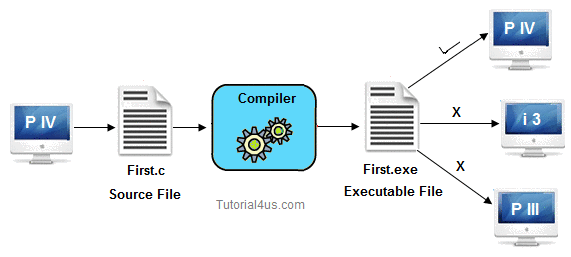 P IV
First.c
Source File
Compiler
Tutorial4us.com
First.exe
Executable File
P IV
X
i 3
X
P III